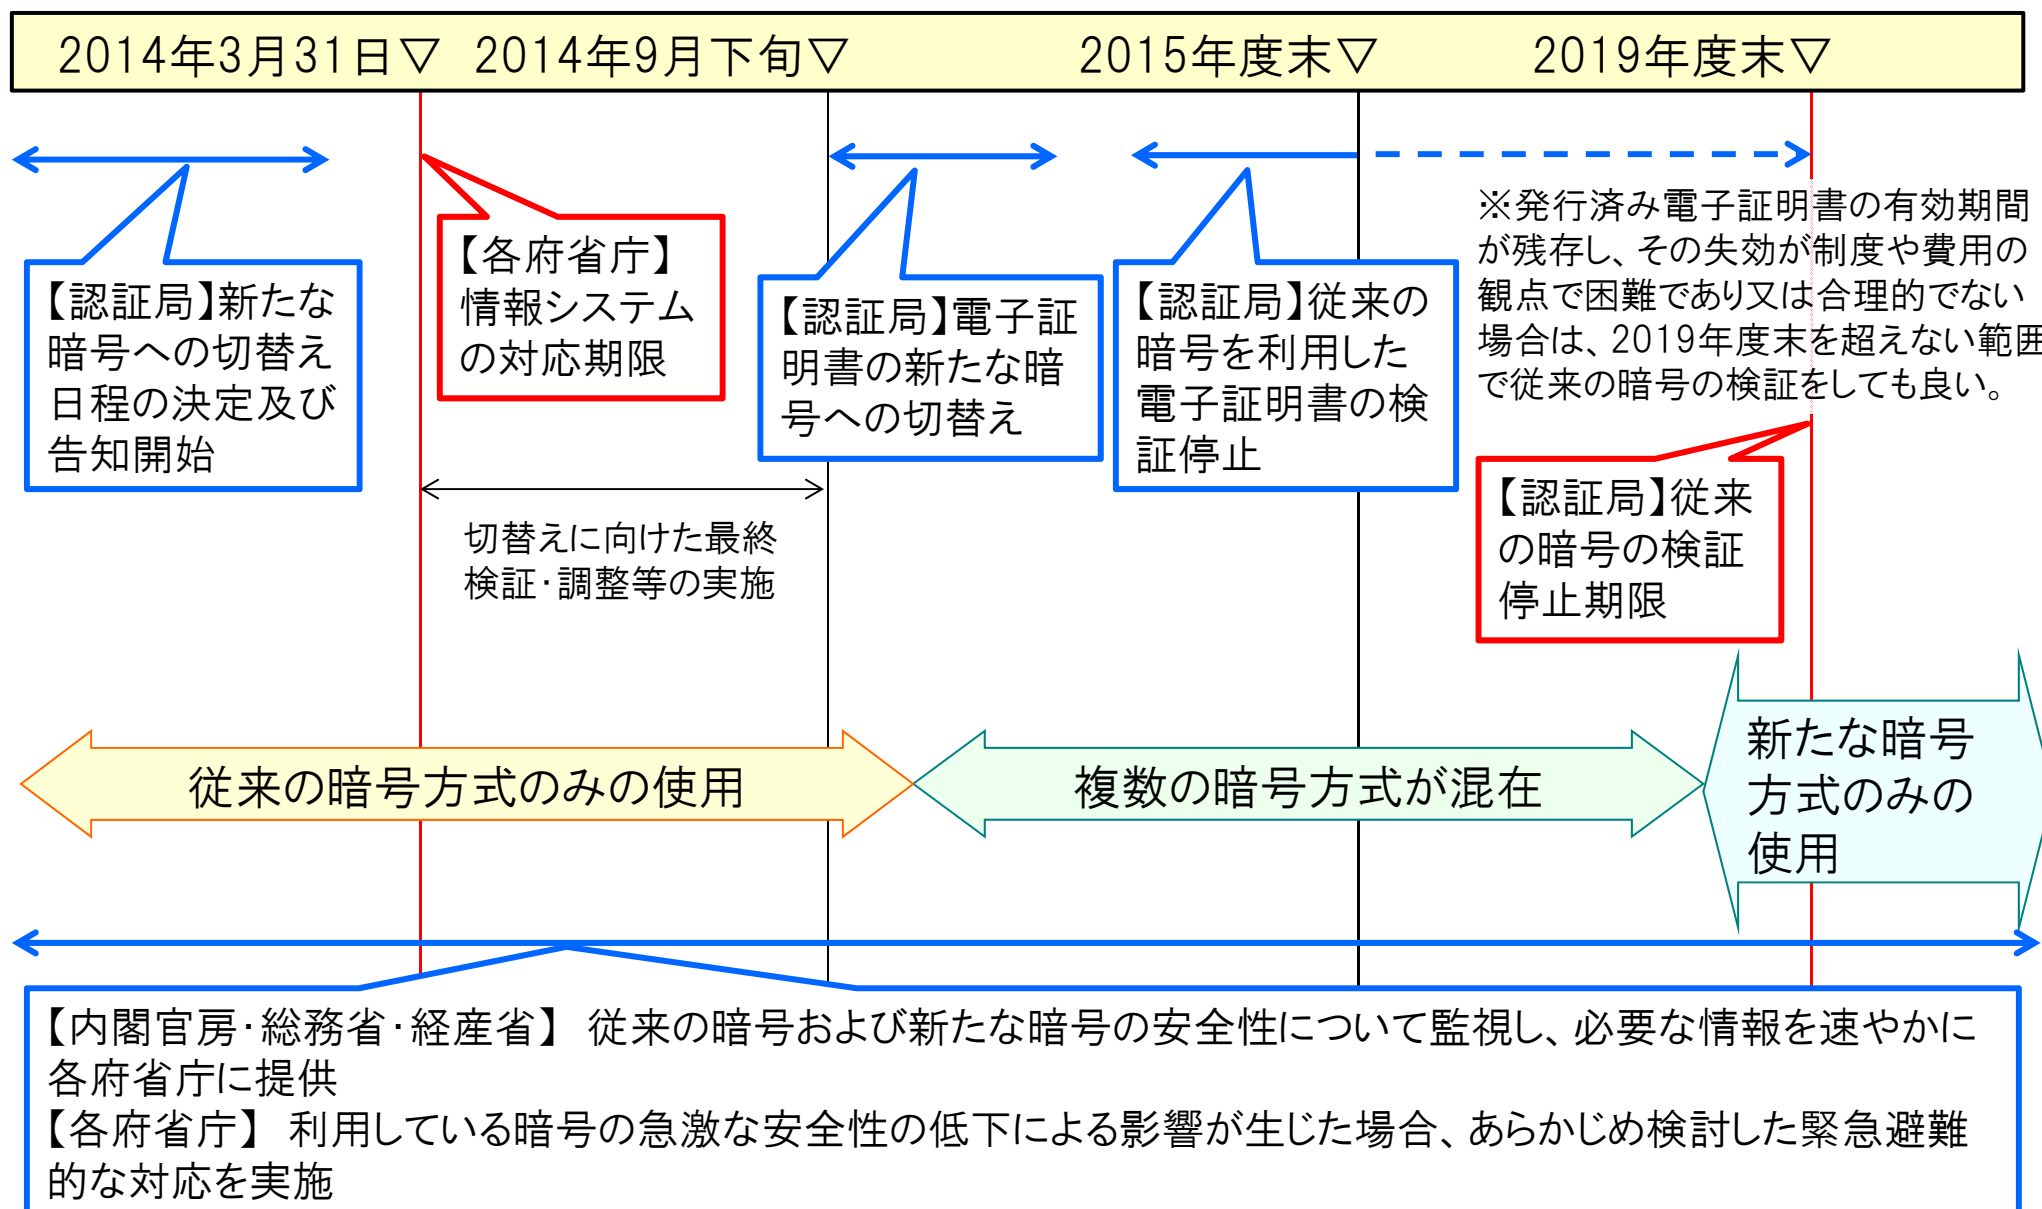 2014年3月31日▽ 2014年9月下旬▽ 2015年度末▽ 2019年度末▽
【認証局】新たな
暗号への切替え
日程の決定及び
告知開始
【各府省庁】
情報システム
の対応期限
【認証局】電子証
明書の新たな暗
号への切替え
【認証局】従来の
暗号を利用した
電子証明書の検
証停止
※発行済み電子証明書の有効期間
が残存し、その失効が制度や費用の
観点で困難であり又は合理的でない
場合は、2019年度末を超えない範囲
で従来の暗号の検証をしても良い。
【認証局】従来
の暗号の検証
停止期限
切替えに向けた最終
検証・調整等の実施
従来の暗号方式のみの使用
複数の暗号方式が混在
新たな暗号
方式のみの
使用
【内閣官房・総務省・経産省】 従来の暗号および新たな暗号の安全性について監視し、必要な情報を速やかに
各府省庁に提供
【各府省庁】 利用している暗号の急激な安全性の低下による影響が生じた場合、あらかじめ検討した緊急避難
的な対応を実施